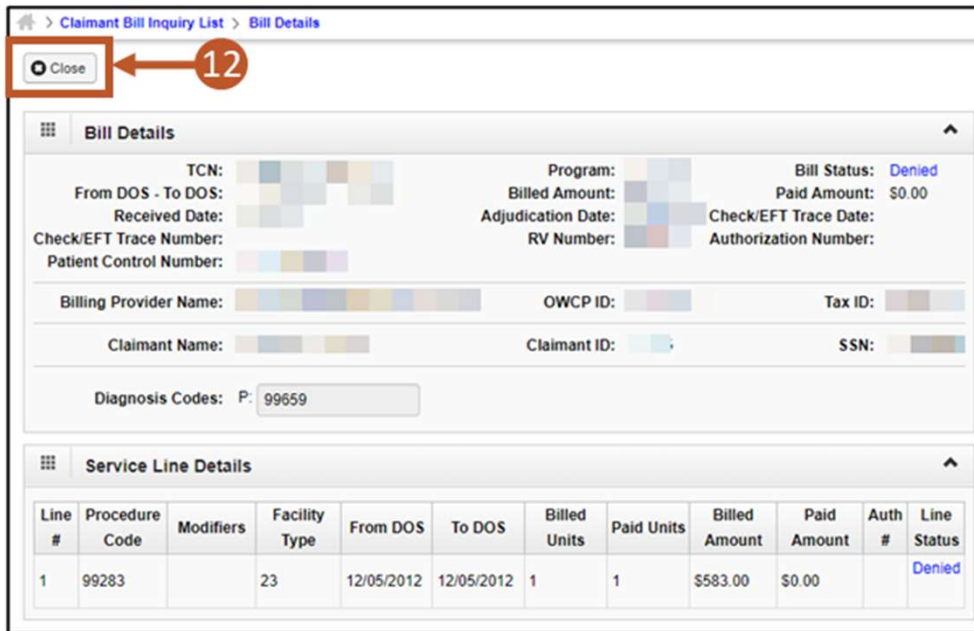 > Claimant Bill Inquiry List > Bill Details
Close
12
Bill Details
TCN: Program: Bill Status: Denied
From DOS - To DOS: Billed Amount: Paid Amount: $0.00
Received Date: Adjudication Date: Check/EFT Trace Date:
Check/EFT Trace Number: RV Number: Authorization Number:
Patient Control Number:
Billing Provider Name: OWCP ID: Tax ID:
Claimant Name: Claimant ID: SSN:
Diagnosis Codes: P: 99659
Service Line Details
Line # Procedure Code Modifiers Facility Type From DOS To DOS Billed Units Paid Units Billed Amount Paid Amount Auth # Line Status
1 99283 23 12/05/2012 12/05/2012 1 1 $583.00 $0.00 Denied